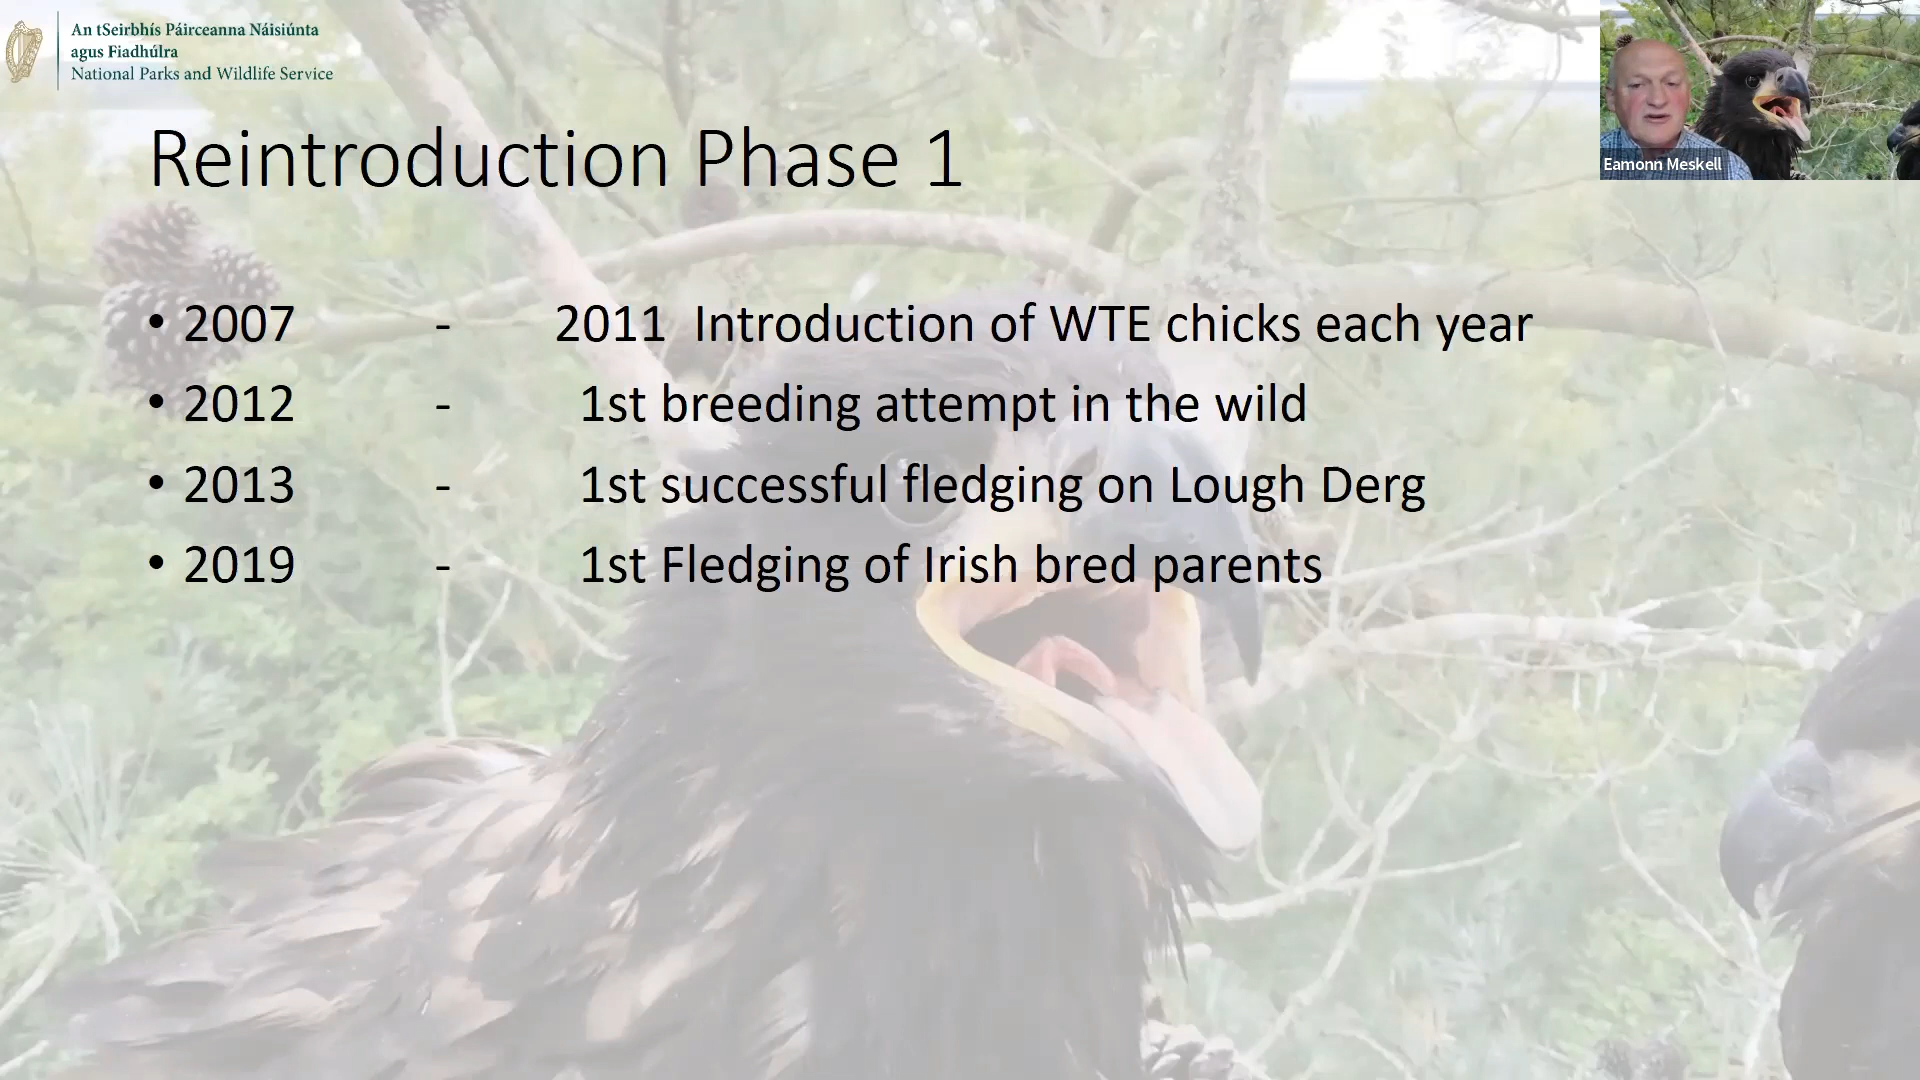 An tSeirbhís Páirceanna Náisiúnta
agus Fiadhúlra
National Parks and Wildlife Service
Eamonn Meskell
Reintroduction Phase 1
• 2007 - 2011 Introduction of WTE chicks each year
• 2012 - 1st breeding attempt in the wild
• 2013 - 1st successful fledging on Lough Derg
• 2019 - 1st Fledging of Irish bred parents